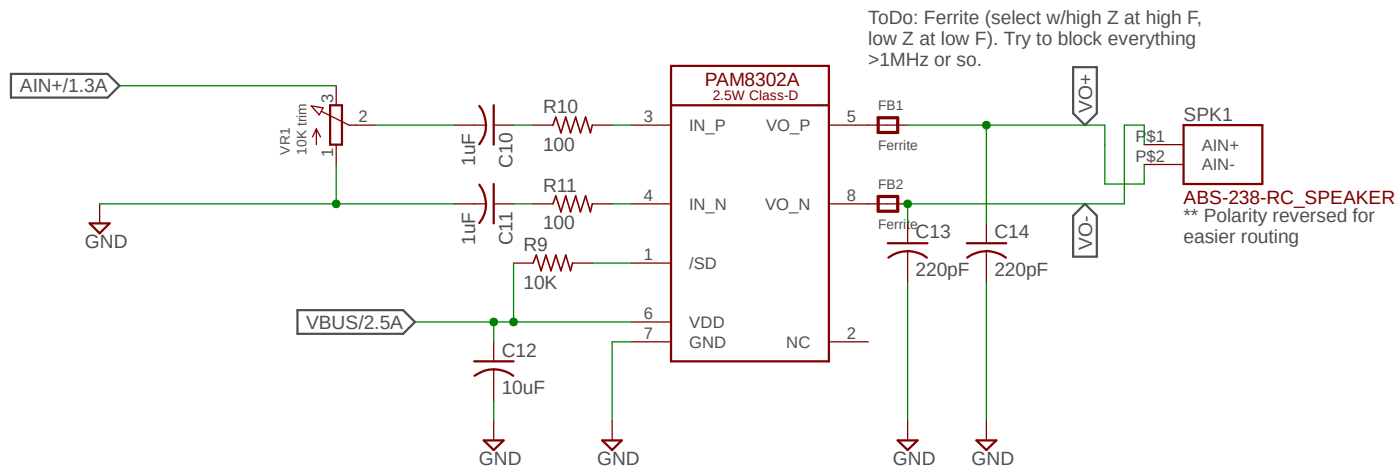 ToDo: Ferrite (select w/high Z at high F,
low Z at low F). Try to block everything
>1MHz or so.
AIN+/1.3A
3
2
1
VR1
10K trim
1uF
C10
R10
100
3
IN_P
PAM8302A
2.5W Class-D
VO_P
5
FB1
Ferrite
VO+
SPK1
P$1
AIN+
P$2
AIN-
ABS-238-RC_SPEAKER
** Polarity reversed for
easier routing
GND
1uF
C11
R11
100
4
IN_N
VO_N
8
FB2
Ferrite
VO-
R9
10K
1
/SD
C13
220pF
C14
220pF
VBUS/2.5A
6
VDD
7
GND
NC
2
C12
10uF
GND
GND
GND
GND